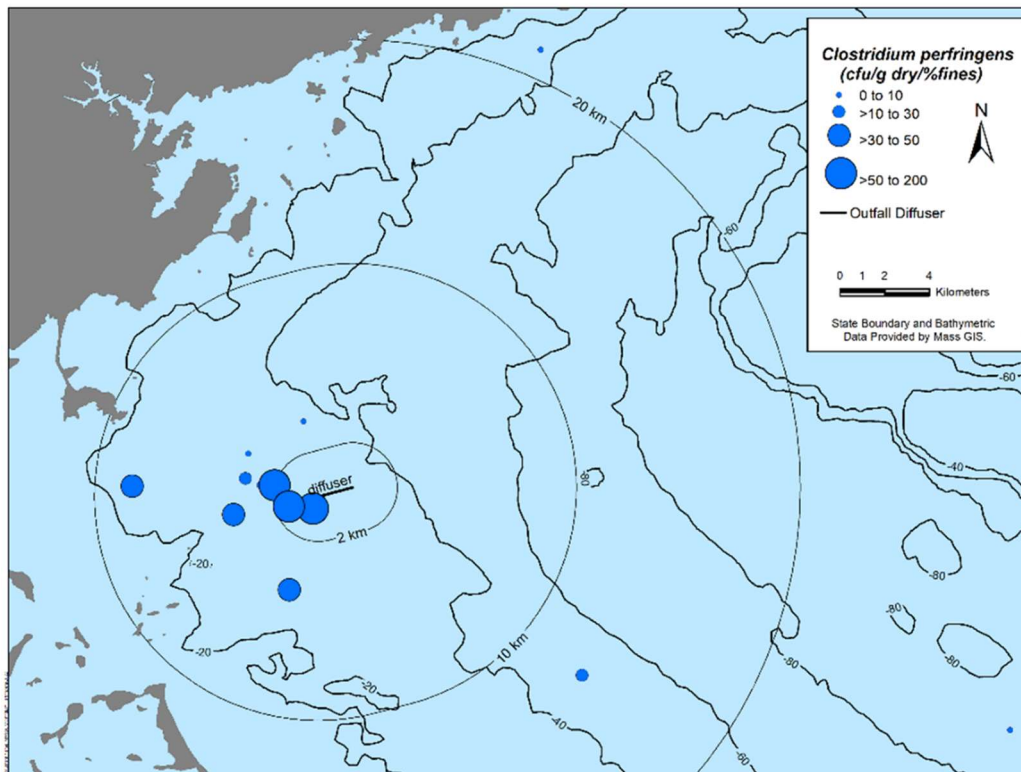 Clostridium perfringens
(cfu/g dry/%fines)
0 to 10
>10 to 30
>30 to 50
>50 to 200
Outfall Diffuser
N
0 1 2 4
Kilometers
State Boundary and Bathymetric
Data Provided by Mass GIS.
20 km
-60
-60
-40
-80
diffuser
2 km
-20
-80
-80
-80
-20
10 km
-20
-80
-40
-60